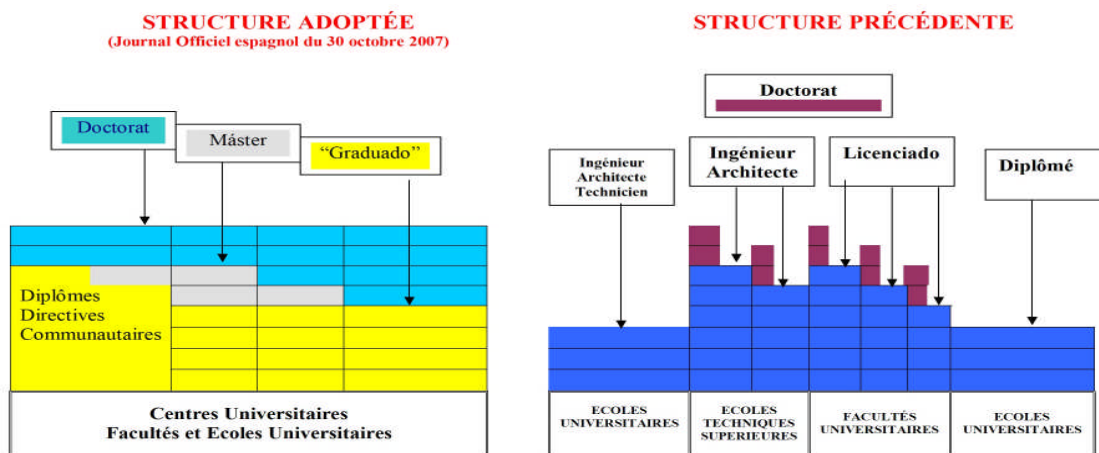 STRUCTURE ADOPTÉE
(Journal Officiel espagnol du 30 octobre 2007)
Doctorat
Máster
“Graduado”
Diplômes
Directives
Communautaires
Centres Universitaires
Facultés et Ecoles Universitaires
STRUCTURE PRÉCÉDENTE
Doctorat
Ingénieur
Architecte
Technicien
Ingénieur
Architecte
Licenciado
Diplômé
ECOLES
UNIVERSITAIRES
ECOLES
TECHNIQUES
SUPERIEURES
FACULTÉS
UNIVERSITAIRES
ECOLES
UNIVERSITAIRES